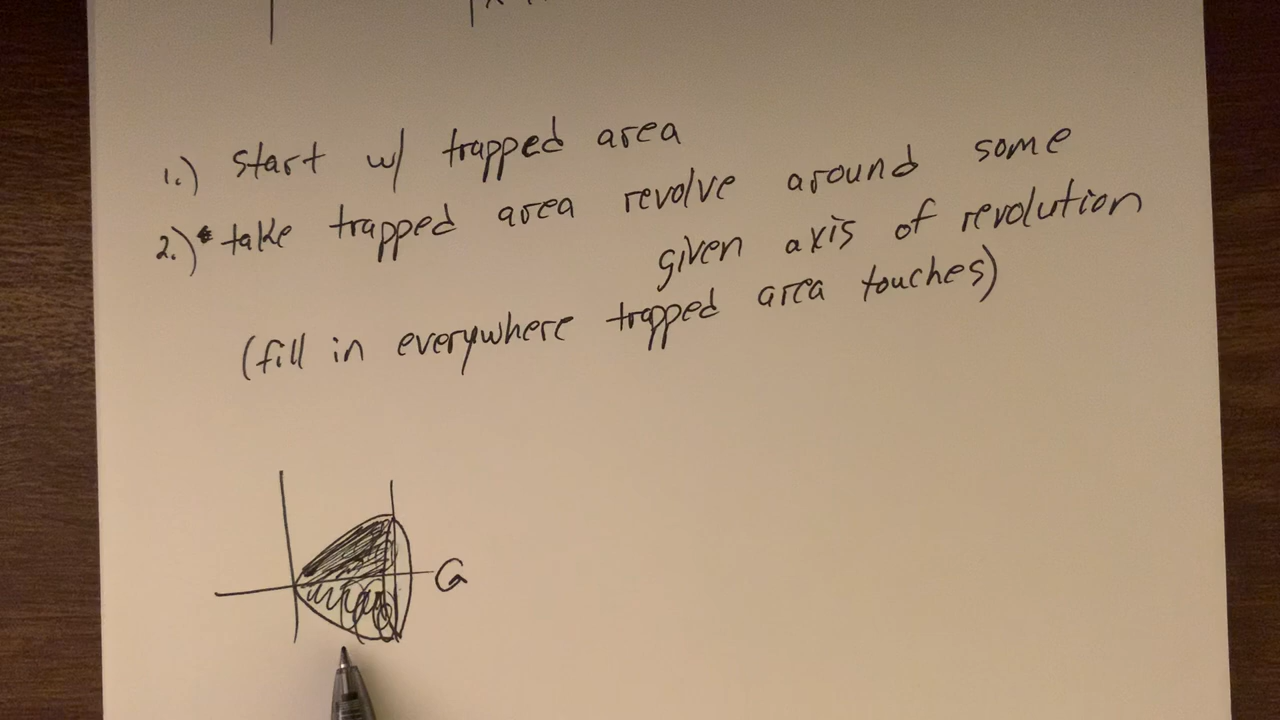 1.) start w/ trapped area
2.) take trapped area revolve around some
given axis of revolution
(fill in everywhere trapped area touches)